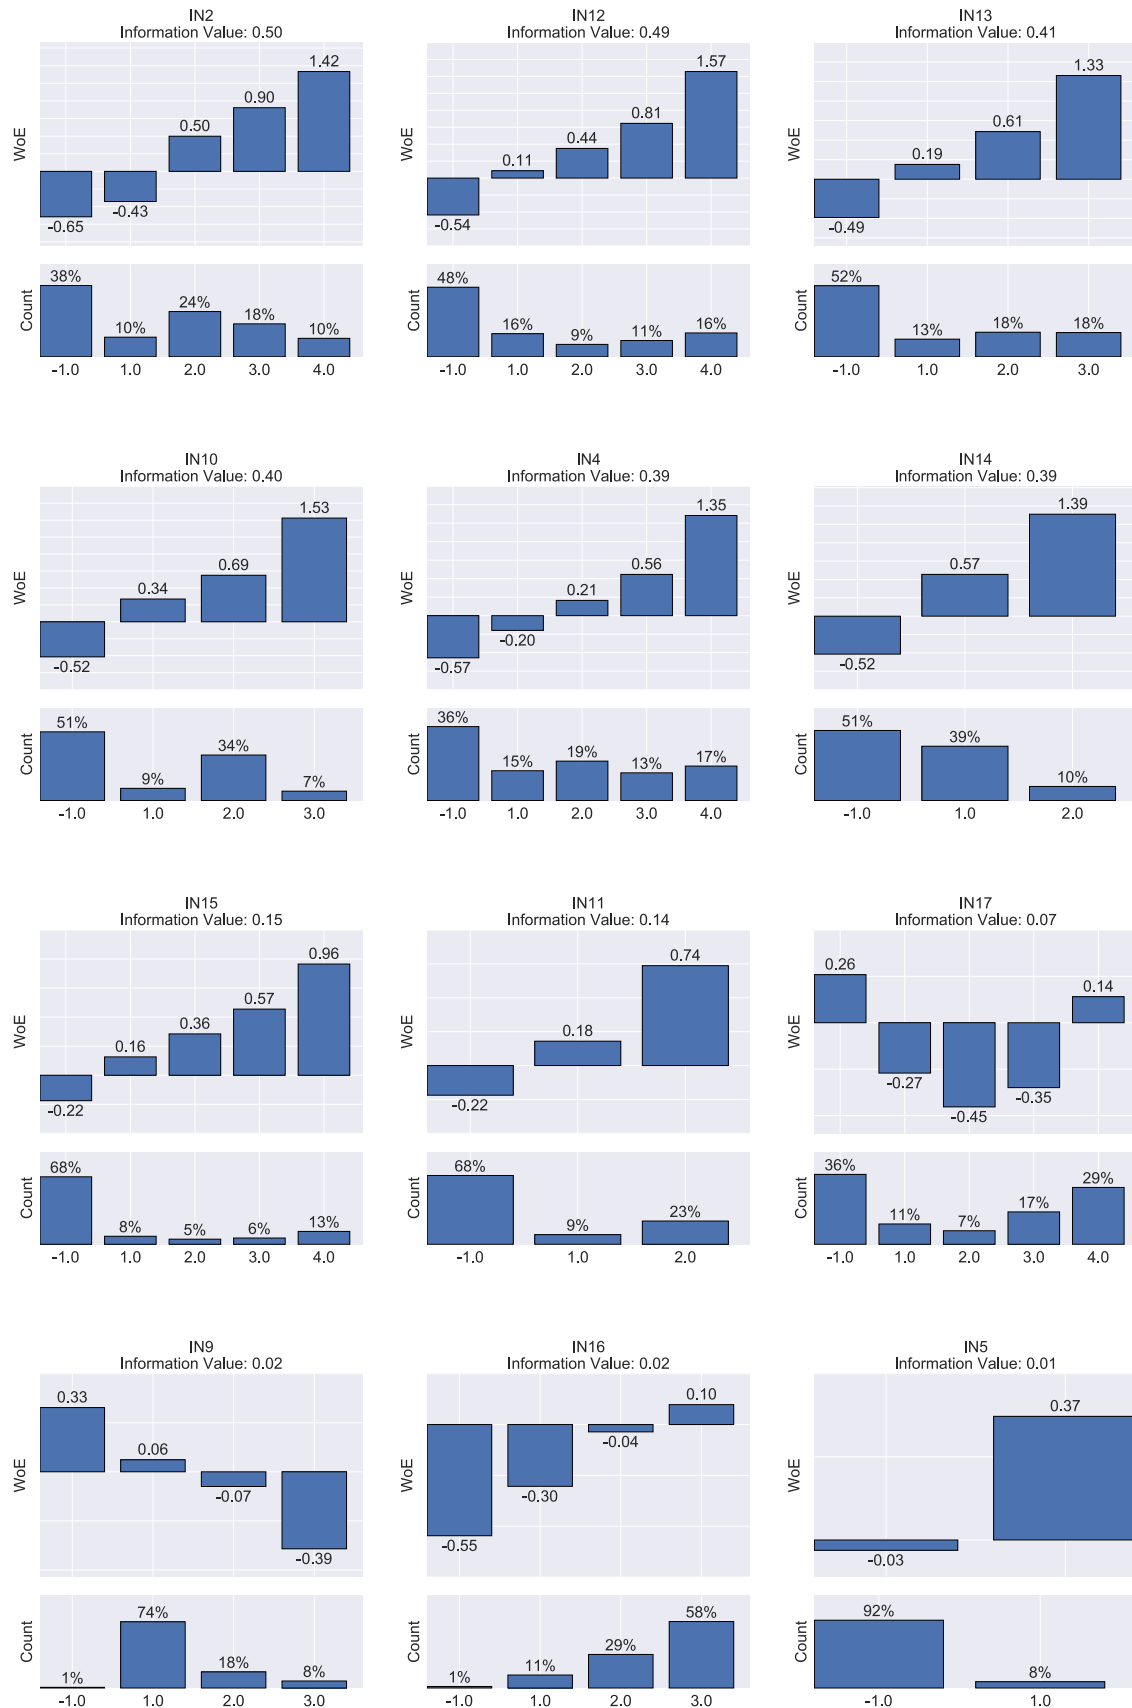 IN2
Information Value: 0.50
WoE
-0.65
-0.43
0.50
0.90
1.42
Count
38%
10%
24%
18%
10%
-1.0 1.0 2.0 3.0 4.0
IN12
Information Value: 0.49
WoE
-0.54
0.11
0.44
0.81
1.57
Count
48%
16%
9%
11%
16%
-1.0 1.0 2.0 3.0 4.0
IN13
Information Value: 0.41
WoE
-0.49
0.19
0.61
1.33
Count
52%
13%
18%
18%
-1.0 1.0 2.0 3.0
IN10
Information Value: 0.40
WoE
-0.52
0.34
0.69
1.53
Count
51%
9%
34%
7%
-1.0 1.0 2.0 3.0
IN4
Information Value: 0.39
WoE
-0.57
-0.20
0.21
0.56
1.35
Count
36%
15%
19%
13%
17%
-1.0 1.0 2.0 3.0 4.0
IN14
Information Value: 0.39
WoE
-0.52
0.57
1.39
Count
51%
39%
10%
-1.0 1.0 2.0
IN15
Information Value: 0.15
WoE
-0.22
0.16
0.36
0.57
0.96
Count
68%
8%
5%
6%
13%
-1.0 1.0 2.0 3.0 4.0
IN11
Information Value: 0.14
WoE
-0.22
0.18
0.74
Count
68%
9%
23%
-1.0 1.0 2.0
IN17
Information Value: 0.07
WoE
0.26
-0.27
-0.45
-0.35
0.14
Count
36%
11%
7%
17%
29%
-1.0 1.0 2.0 3.0 4.0
IN9
Information Value: 0.02
WoE
0.33
0.06
-0.07
-0.39
Count
1%
74%
18%
8%
-1.0 1.0 2.0 3.0
IN16
Information Value: 0.02
WoE
-0.55
-0.30
-0.04
0.10
Count
1%
11%
29%
58%
-1.0 1.0 2.0 3.0
IN5
Information Value: 0.01
WoE
-0.03
0.37
Count
92%
8%
-1.0 1.0